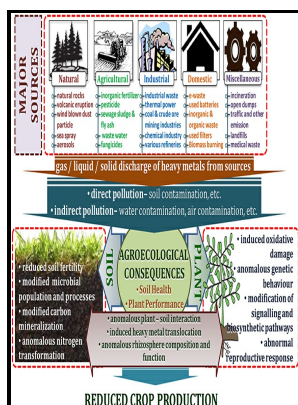 MAJOR
SOURCES
Natural
natural rocks
volcanic eruption
wind blown dust
particle
sea spray
aerosols
Agricultural
inorganic fertilizer
pesticide
sewage sludge &
fly ash
waste water
fungicides
Industrial
industrial waste
thermal power
coal & crude ore
mining industries
chemical industry
various refineries
Domestic
e-waste
used batteries
inorganic &
organic waste
used filters
Biomass burning
Miscellaneous
incineration
open dumps
traffic and other
emission
landfills
medical waste
gas / liquid / solid discharge of heavy metals from sources
• direct pollution– soil contamination, etc.
• indirect pollution– water contamination, air contamination, etc.
• reduced soil fertility
• modified microbial
population and processes
• modified carbon
mineralization
• anomalous nitrogen
transformation
SOIL
AGROECOLOGICAL
CONSEQUENCES
• Soil Health
• Plant Performance
PLANT
• anomalous plant – soil interaction
• induced heavy metal translocation
• anomalous rhizosphere composition and
function
• induced oxidative
damage
• anomalous genetic
behaviour
• modification of
signalling and
biosynthetic pathways
• abnormal
reproductive response
REDUCED CROP PRODUCTION